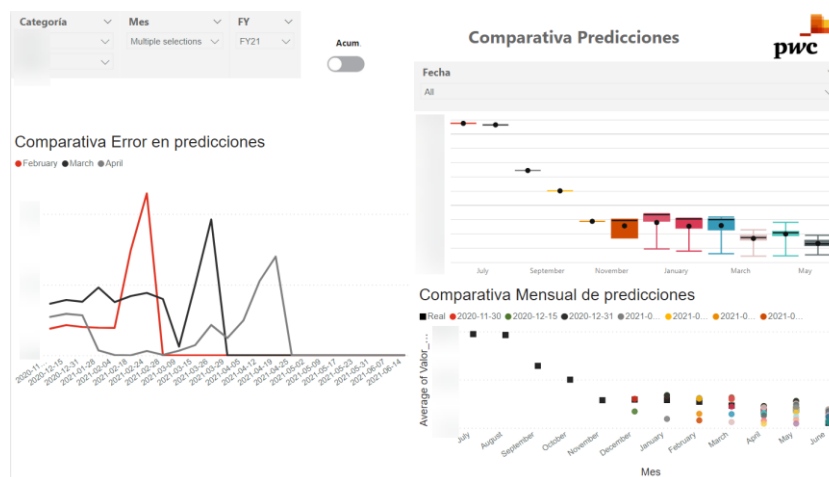 Categoría
Mes
FY
Multiple selections
FY21
Acum.
Comparativa Predicciones
pwc
Fecha
All
Comparativa Error en predicciones
February March April
2020-11...
2020-12-15
2020-12-31
2021-01-28
2021-02-04
2021-02-18
2021-02-24
2021-02-28
2021-03-09
2021-03-15
2021-03-26
2021-03-29
2021-04-05
2021-04-12
2021-04-19
2021-04-25
2021-05-02
2021-05-09
2021-05-17
2021-05-23
2021-05-31
2021-06-07
2021-06-14
July September November January March May
Comparativa Mensual de predicciones
Real 2020-11-30 2020-12-15 2020-12-31 2021-0... 2021-0... 2021-0... 2021-0...
Average of Valor_...
July August September October November December January February March April May June
Mes